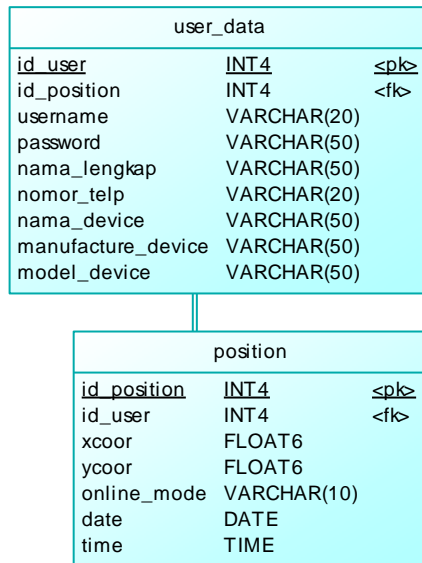 user_data
id_user INT4 <pk>
id_position INT4 <fk>
username VARCHAR(20)
password VARCHAR(50)
nama_lengkap VARCHAR(50)
nomor_telp VARCHAR(20)
nama_device VARCHAR(50)
manufacture_device VARCHAR(50)
model_device VARCHAR(50)
position
id_position INT4 <pk>
id_user INT4 <fk>
xcoor FLOAT6
ycoor FLOAT6
online_mode VARCHAR(10)
date DATE
time TIME